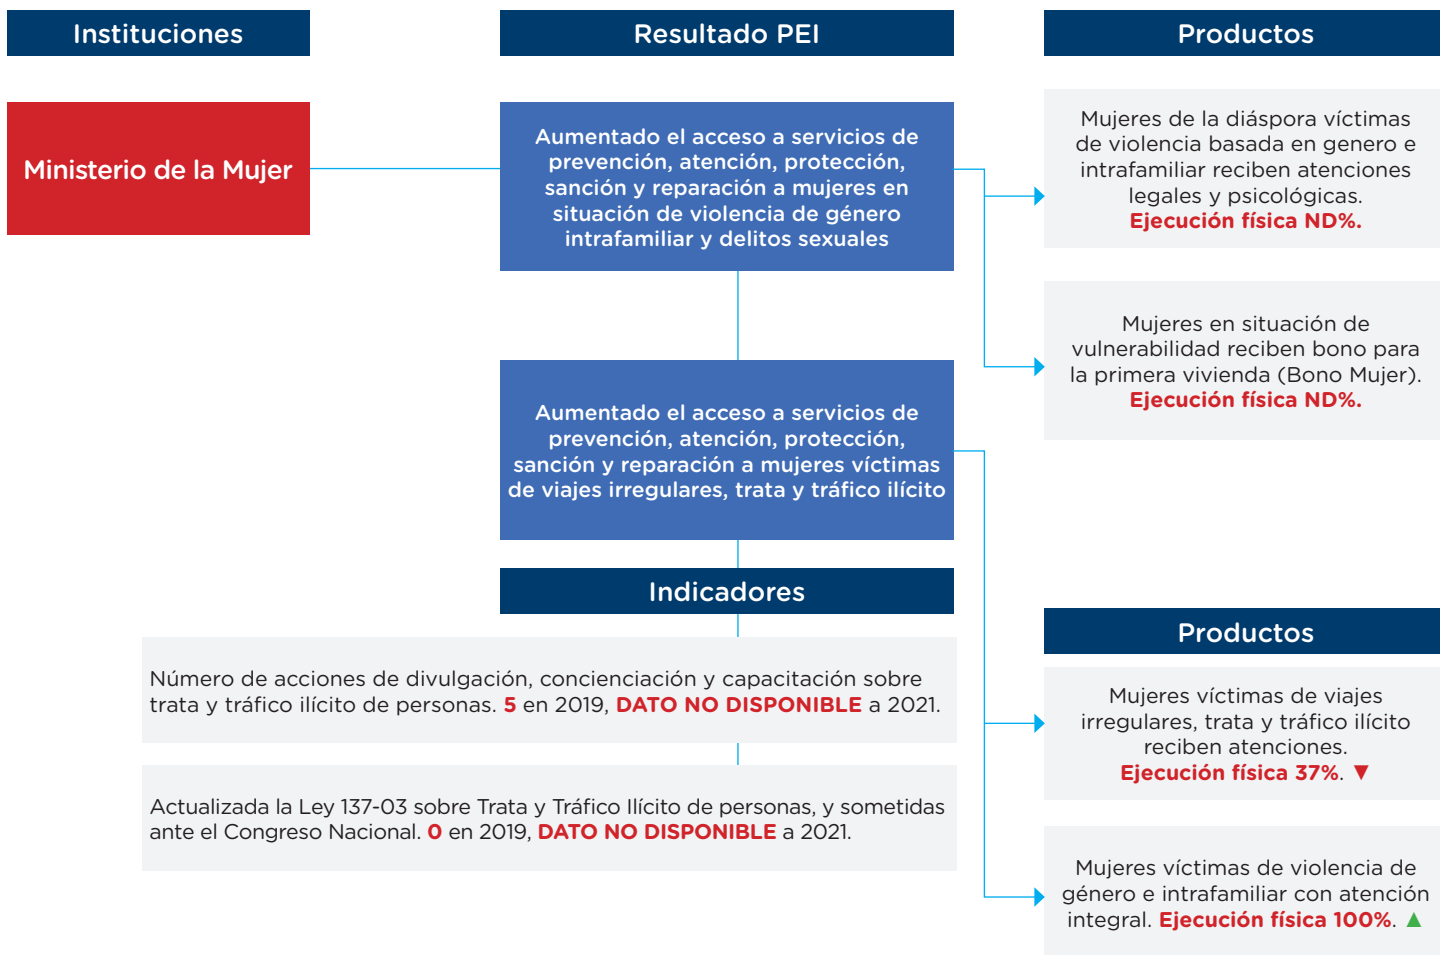 Instituciones
Resultado PEI
Productos
Ministerio de la Mujer
Aumentado el acceso a servicios de
prevención, atención, protección,
sanción y reparación a mujeres en
situación de violencia de género
intrafamiliar y delitos sexuales
Mujeres de la diáspora víctimas
de violencia basada en genero e
intrafamiliar reciben atenciones
legales y psicológicas.
Ejecución física ND%.
Mujeres en situación de
vulnerabilidad reciben bono para
la primera vivienda (Bono Mujer).
Ejecución física ND%.
Aumentado el acceso a servicios de
prevención, atención, protección,
sanción y reparación a mujeres víctimas
de viajes irregulares, trata y tráfico ilícito
Indicadores
Número de acciones de divulgación, concienciación y capacitación sobre
trata y tráfico ilícito de personas. 5 en 2019, DATO NO DISPONIBLE a 2021.
Actualizada la Ley 137-03 sobre Trata y Tráfico Ilícito de personas, y sometidas
ante el Congreso Nacional. 0 en 2019, DATO NO DISPONIBLE a 2021.
Productos
Mujeres víctimas de viajes
irregulares, trata y tráfico ilícito
reciben atenciones.
Ejecución física 37%. ▼
Mujeres víctimas de violencia de
género e intrafamiliar con atención
integral. Ejecución física 100%. ▲